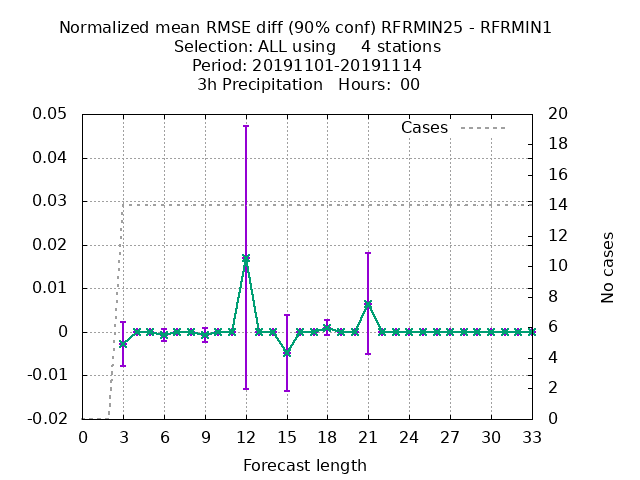 Normalized mean RMSE diff (90% conf) RFRMIN25 - RFRMIN1
Selection: ALL using     4 stations
Period: 20191101-20191114
3h Precipitation   Hours:  00
Cases
0.05
0.04
0.03
0.02
0.01
0
-0.01
-0.02
20
18
16
14
12
10
8
6
4
2
0
No cases
0 3 6 9 12 15 18 21 24 27 30 33
Forecast length